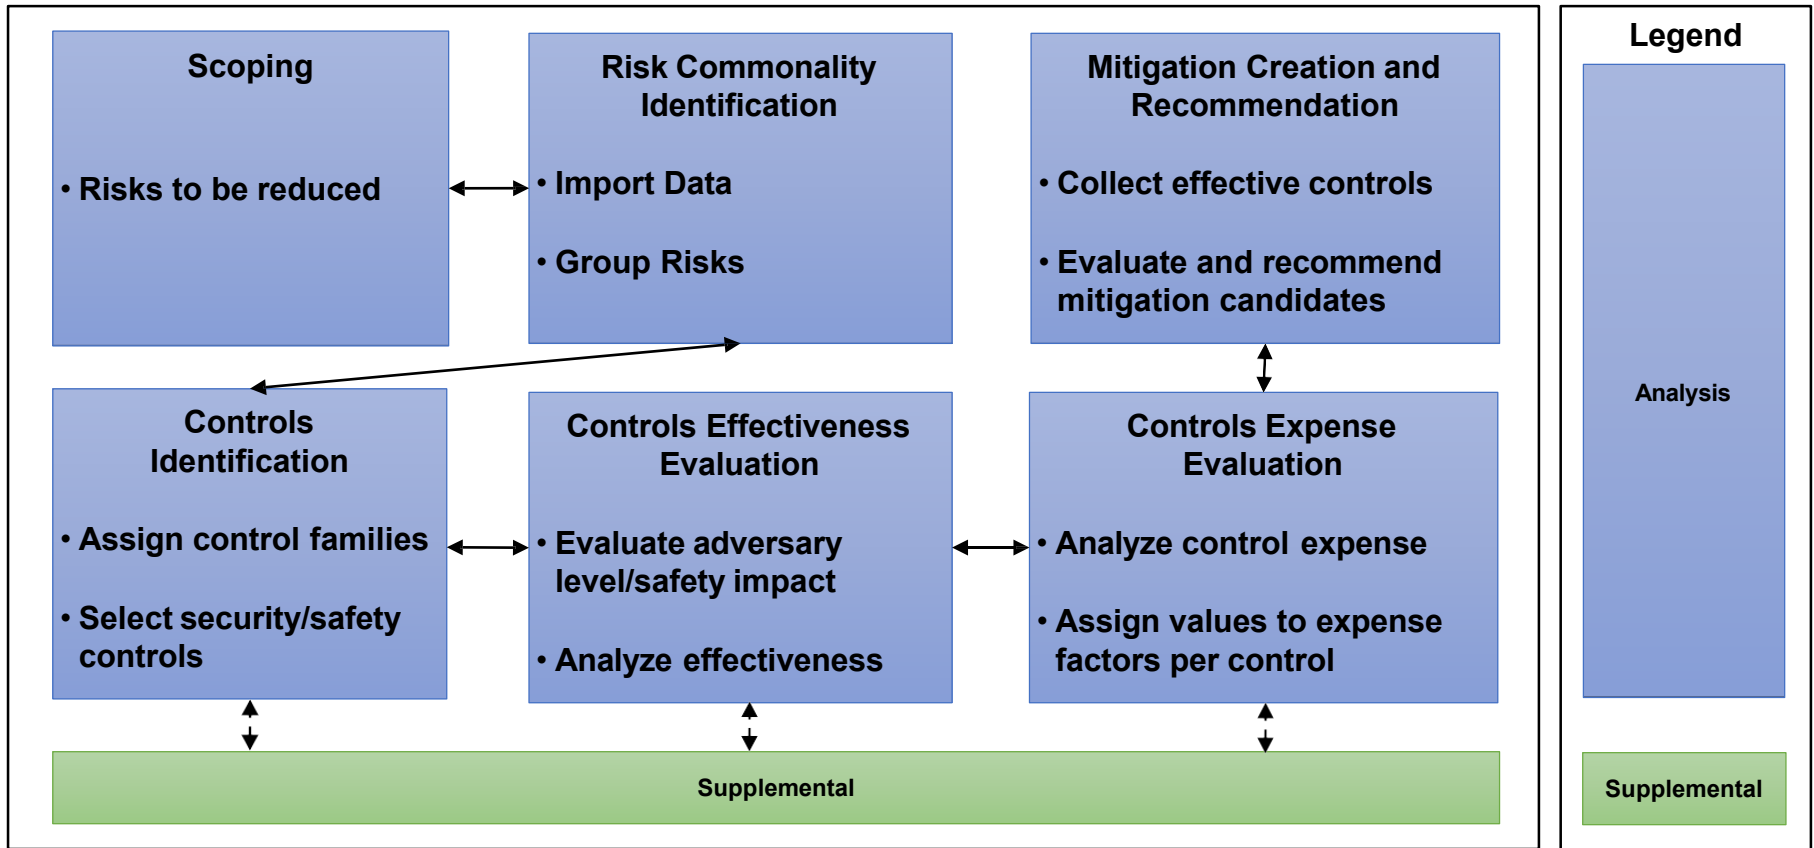 Scoping
• Risks to be reduced
Risk Commonality
Identification
• Import Data
• Group Risks
Mitigation Creation and
Recommendation
• Collect effective controls
• Evaluate and recommend
mitigation candidates
Controls
Identification
• Assign control families
• Select security/safety
controls
Controls Effectiveness
Evaluation
• Evaluate adversary
level/safety impact
• Analyze effectiveness
Controls Expense
Evaluation
• Analyze control expense
• Assign values to expense
factors per control
Supplemental
Legend
Analysis
Supplemental